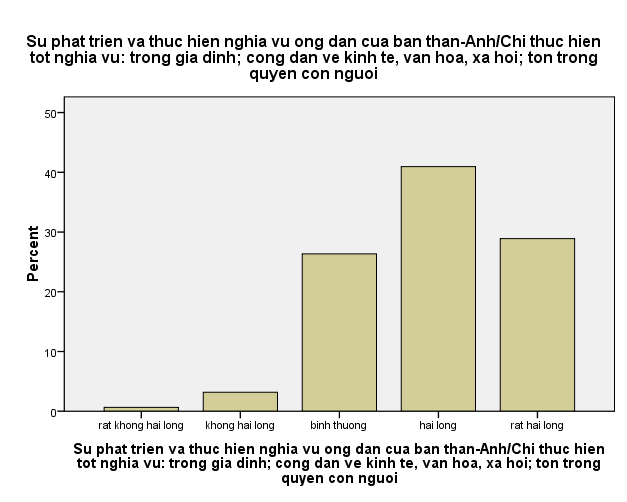 Su phat trien va thuc hien nghia vu ong dan cua ban than-Anh/Chi thuc hien
tot nghia vu: trong gia dinh; cong dan ve kinh te, van hoa, xa hoi; ton trong
quyen con nguoi
50
40
30
20
10
0
Percent
rat khong hai long
khong hai long
binh thuong
hai long
rat hai long
Su phat trien va thuc hien nghia vu ong dan cua ban than-Anh/Chi thuc hien
tot nghia vu: trong gia dinh; cong dan ve kinh te, van hoa, xa hoi; ton trong
quyen con nguoi